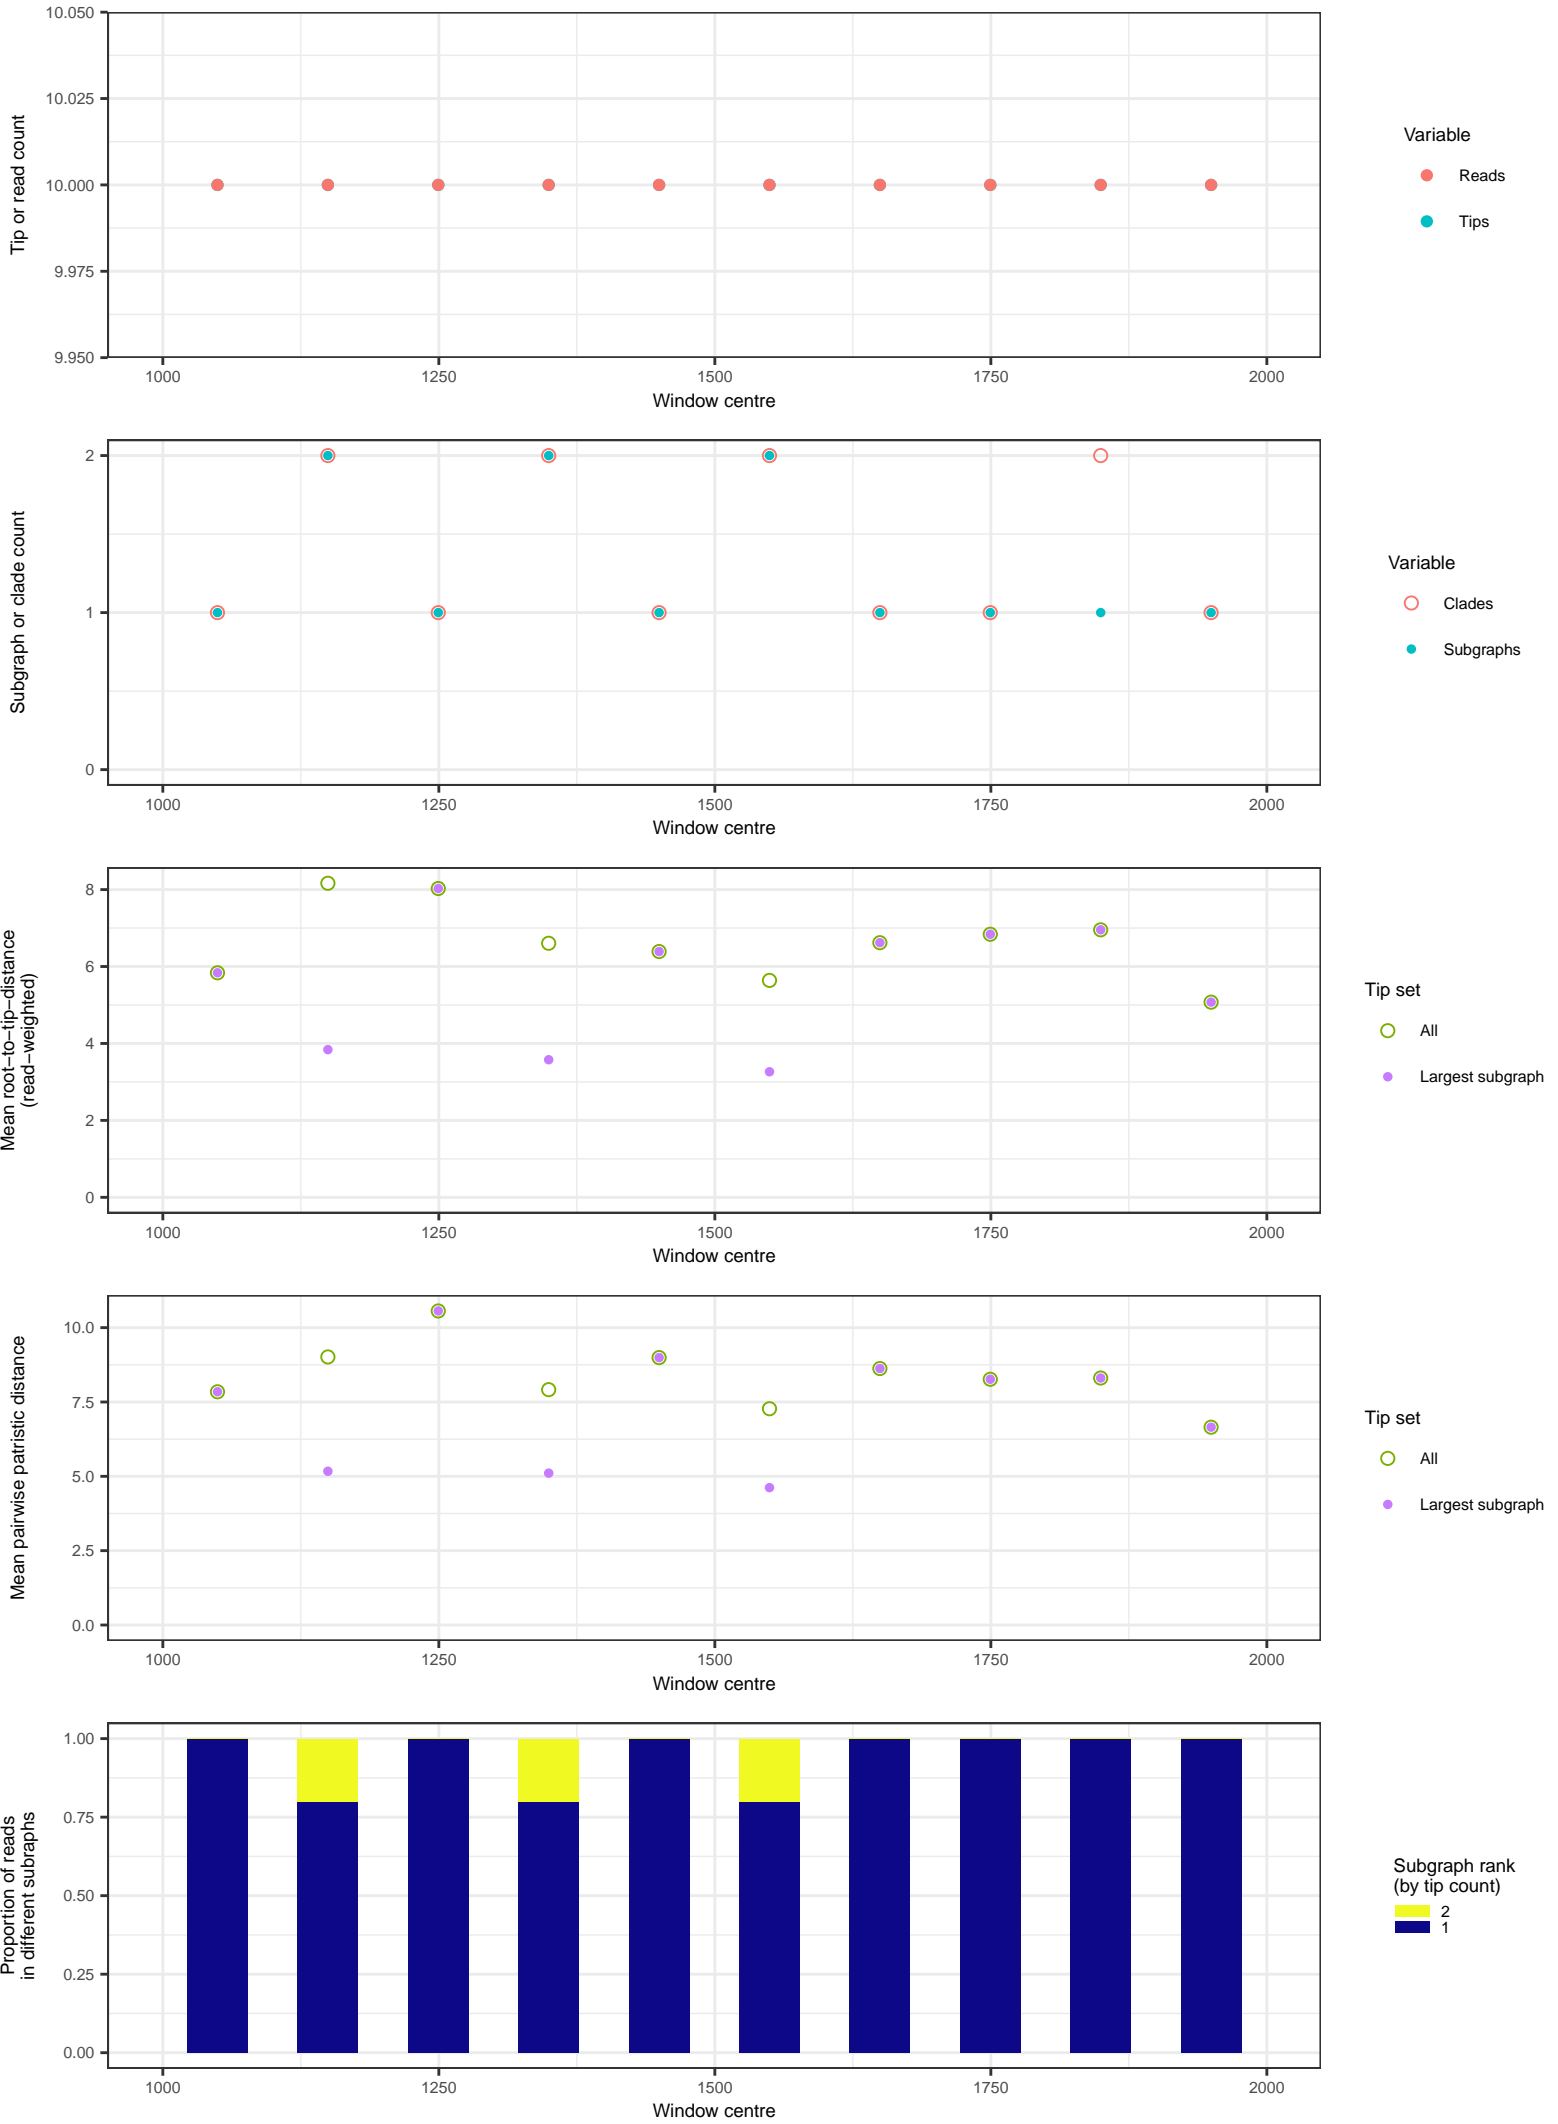 10.050
10.025
10.000
9.975
9.950
Tip or read count
1000
1250
1500
1750
2000
Window centre
Variable
Reads
Tips
2
1
0
Subgraph or clade count
1000
1250
1500
1750
2000
Window centre
Variable
Clades
Subgraphs
8
6
4
2
0
Mean root−to−tip−distance
(read−weighted)
1000
1250
1500
1750
2000
Window centre
Tip set
All
Largest subgraph
10.0
7.5
5.0
2.5
0.0
Mean pairwise patristic distance
1000
1250
1500
1750
2000
Window centre
Tip set
All
Largest subgraph
1.00
0.75
0.50
0.25
0.00
Proportion of reads
in different subraphs
1000
1250
1500
1750
2000
Window centre
Subgraph rank
(by tip count)
2
1